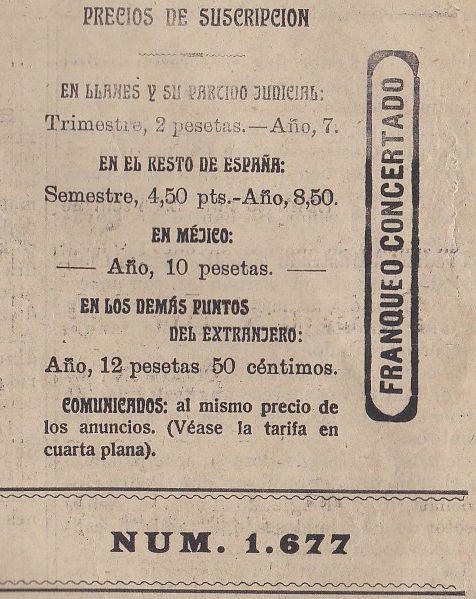 PRECIOS DE SUSCRIPCION
EN LLANES Y SU PARTIDO JUDICIAL:
Trimestre, 2 pesetas.—Año, 7.
EN EL RESTO DE ESPAÑA:
Semestre, 4,50 pts.-Año, 8,50.
EN MÉJICO:
— Año, 10 pesetas. —
EN LOS DEMÁS PUNTOS
DEL EXTRANJERO:
Año, 12 pesetas 50 céntimos.
COMUNICADOS: al mismo precio de
los anuncios. (Véase la tarifa en
cuarta plana).
FRANQUEO CONCERTADO
NUM. 1.677